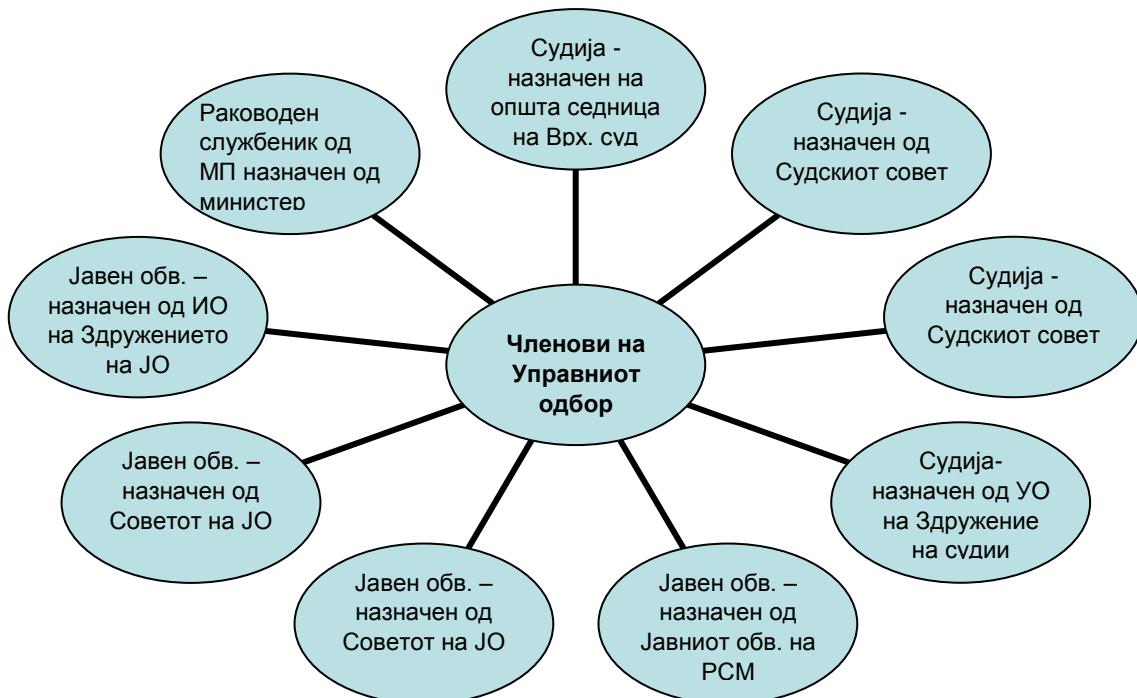 Судија -
назначен на
општа седница
на Врх. суд
Судија -
назначен од
Судскиот совет
Судија -
назначен од
Судскиот совет
Судија-
назначен од УО
на Здружение
на судии
Јавен обв. –
назначен од
Јавниот обв. на
РСМ
Јавен обв. –
назначен од
Советот на ЈО
Јавен обв. –
назначен од
Советот на ЈО
Јавен обв. –
назначен од ИО
на Здружението
на ЈО
Раководен
службеник од
МП назначен од
министер
Членови на
Управниот
одбор